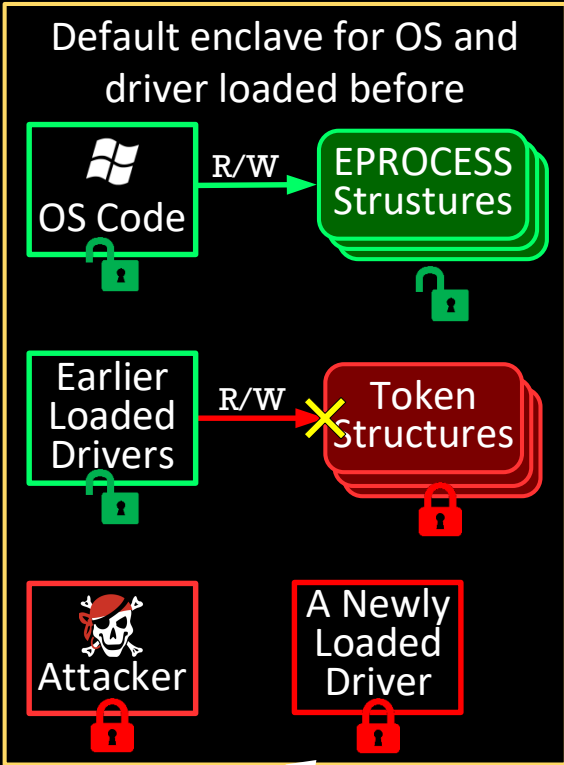 Default enclave for OS and
driver loaded before
OS Code
R/W
EPROCESS
Strustures
Earlier
Loaded
Drivers
R/W
Token
Structures
Attacker
A Newly
Loaded
Driver